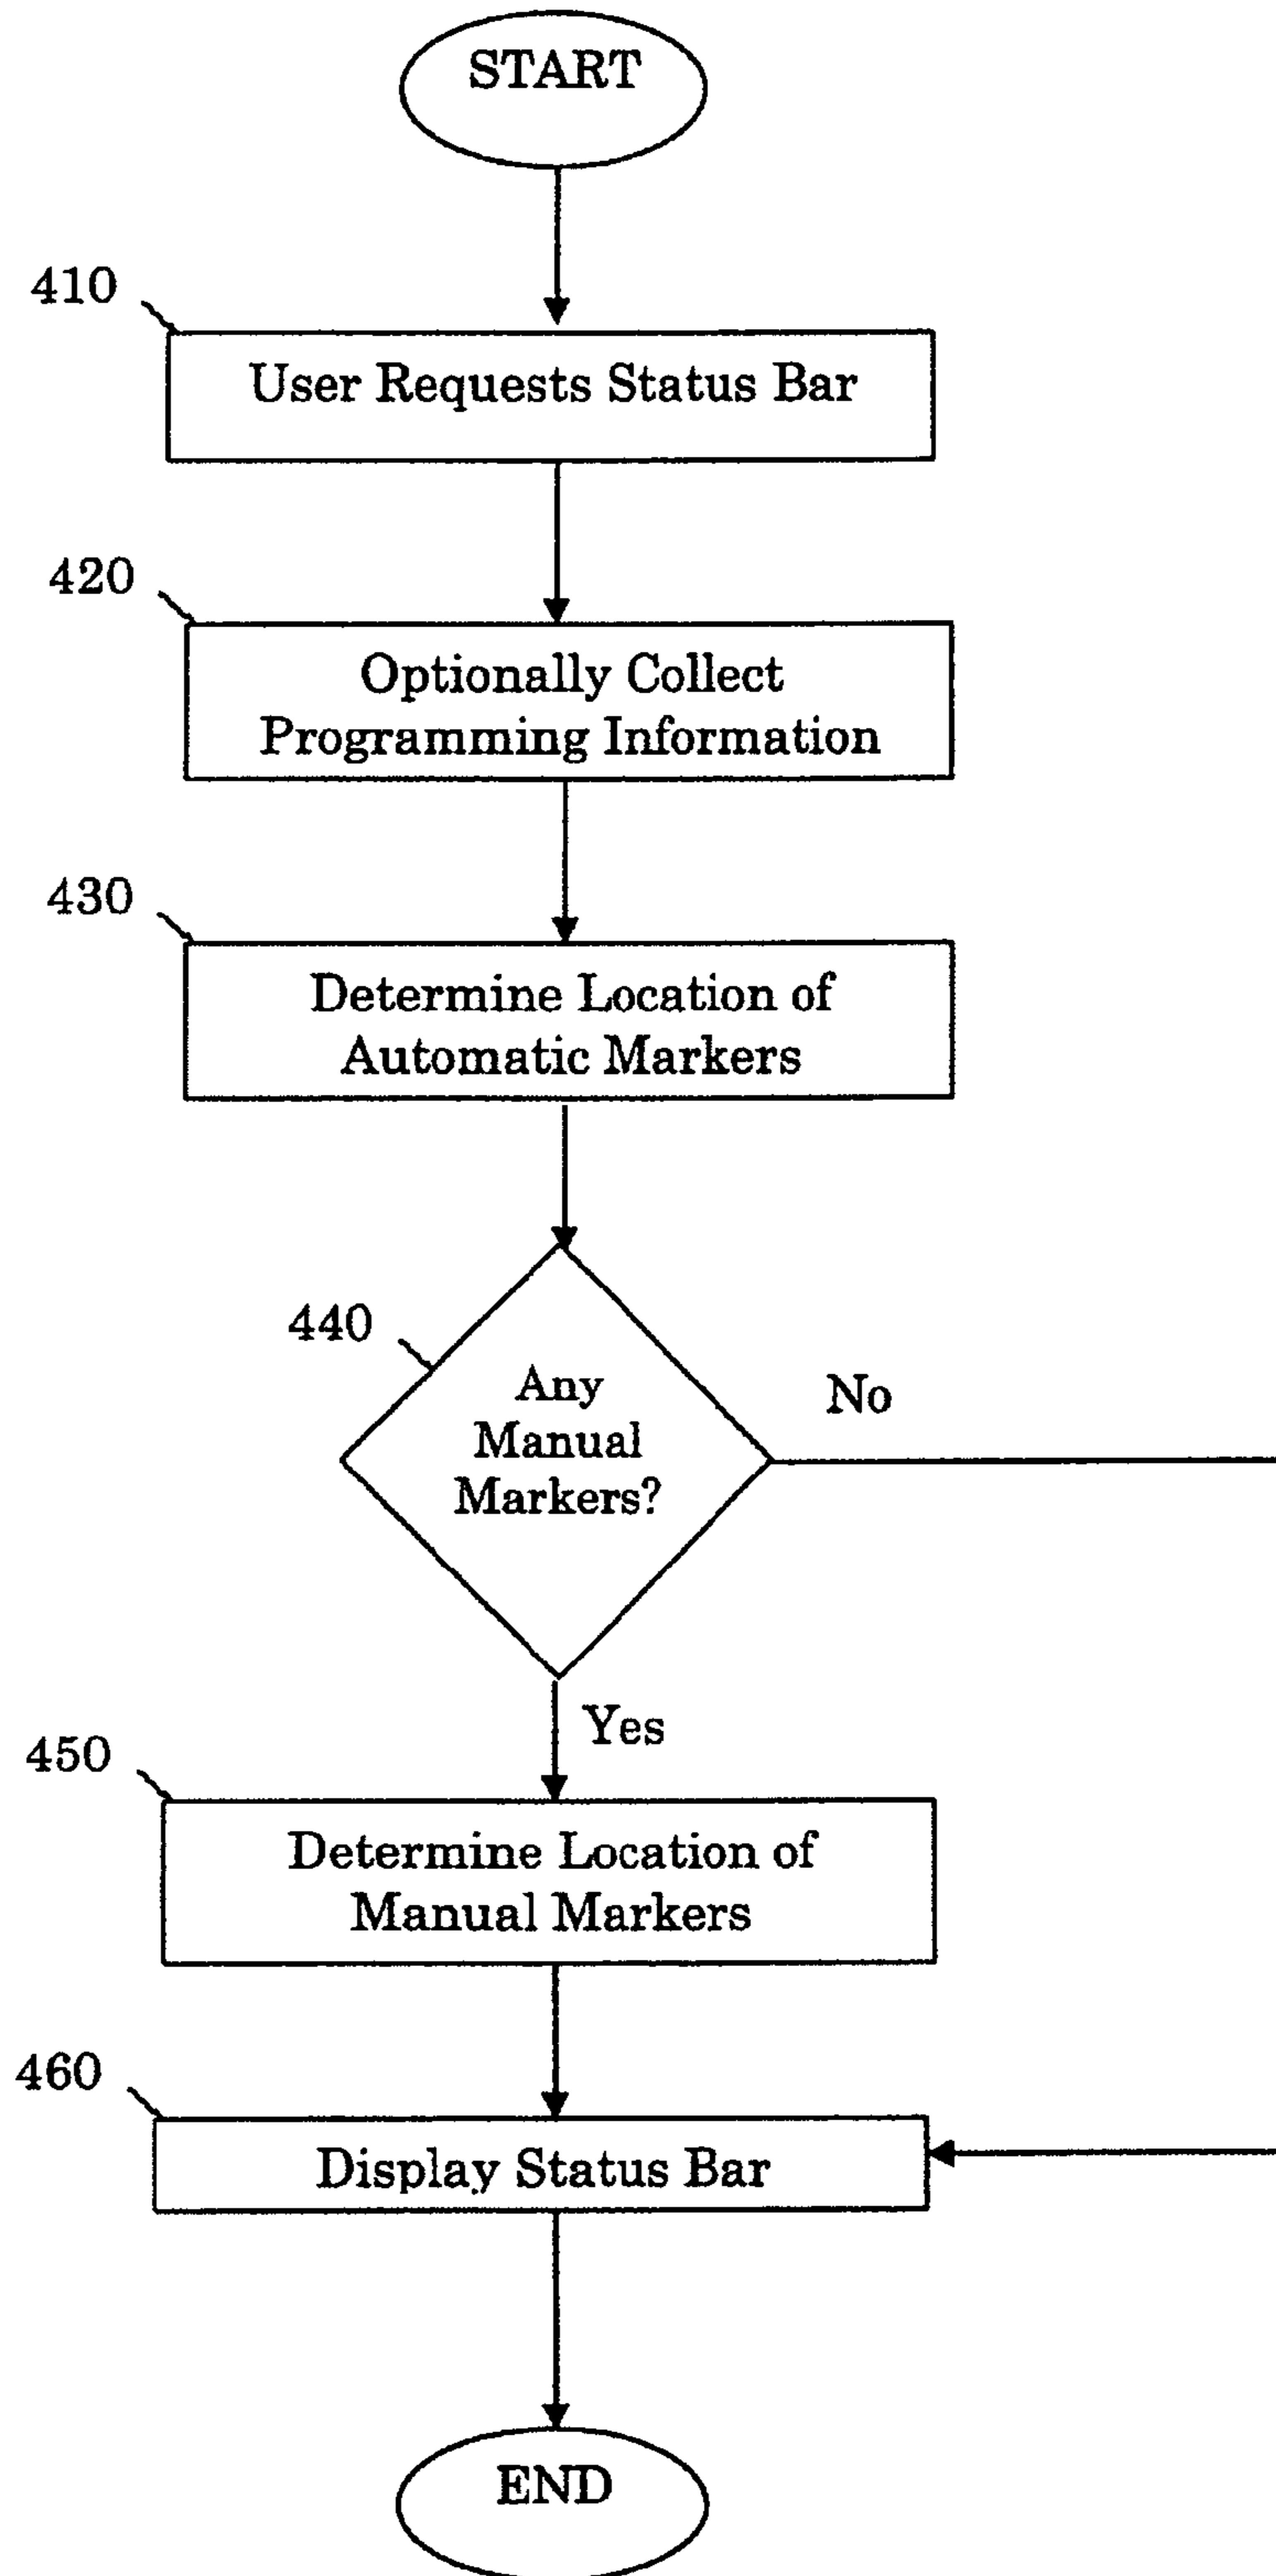 START
410
User Requests Status Bar
420
Optionally Collect
Programming Information
430
Determine Location of
Automatic Markers
440
Any
Manual
Markers?
No
Yes
450
Determine Location of
Manual Markers
460
Display Status Bar
END